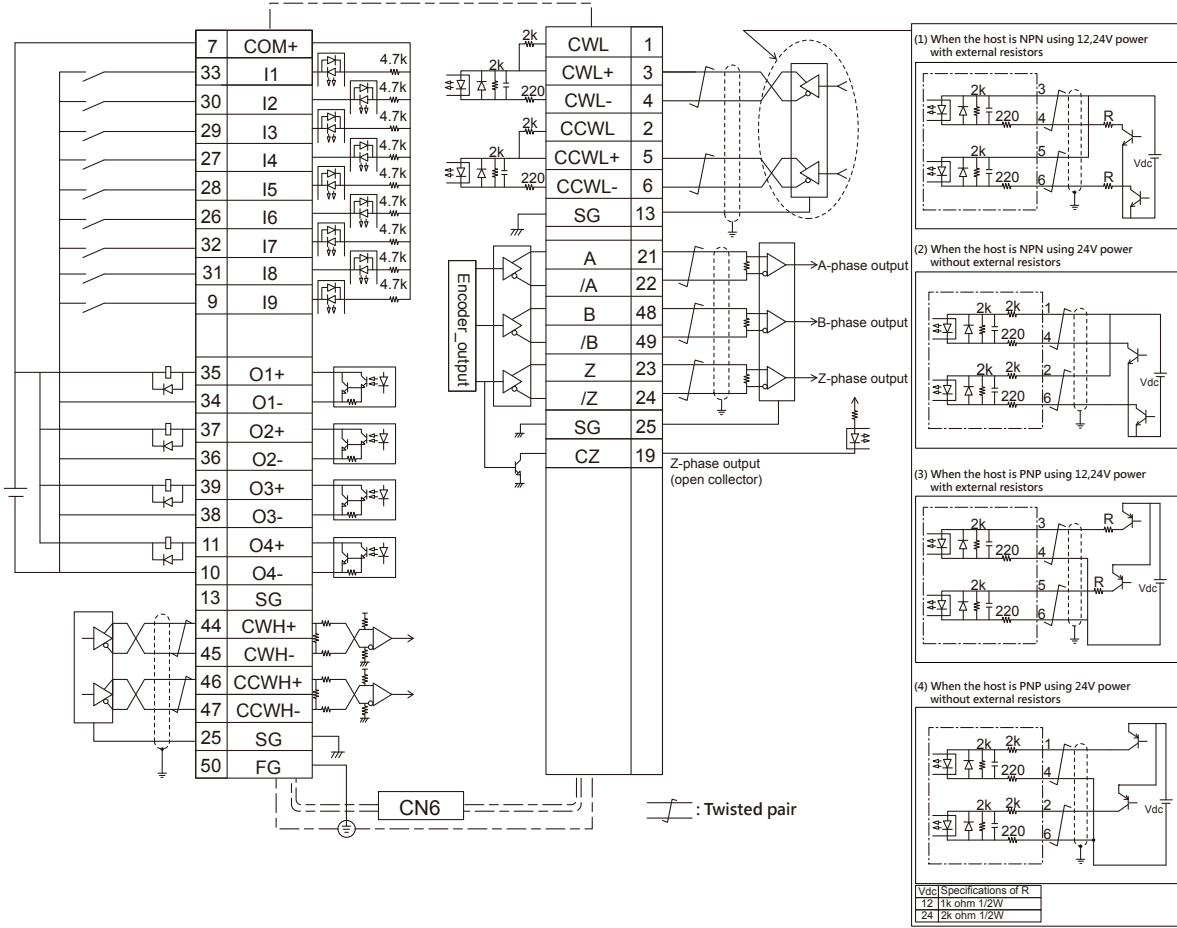 7 COM+
33 I1
30 I2
29 I3
27 I4
28 I5
26 I6
32 I7
31 I8
9 I9
4.7k
4.7k
4.7k
4.7k
4.7k
4.7k
4.7k
4.7k
4.7k
35 O1+
34 O1-
37 O2+
36 O2-
39 O3+
38 O3-
11 O4+
10 O4-
13 SG
44 CWH+
45 CWH-
46 CCWH+
47 CCWH-
25 SG
50 FG
CN6
2k
2k
220
2k
2k
220
CWL 1
CWL+ 3
CWL- 4
CCWL 2
CCWL+ 5
CCWL- 6
SG 13
A 21
/A 22
B 48
/B 49
Z 23
/Z 24
SG 25
CZ 19
Encoder_output
A-phase output
B-phase output
Z-phase output
Z-phase output
(open collector)
: Twisted pair
(1) When the host is NPN using 12,24V power
with external resistors
2k 3
220 4 R
2k 5 Vdc
220 6 R
(2) When the host is NPN using 24V power
without external resistors
2k 2k 1
220 4
2k 2k 2 Vdc
220 6
(3) When the host is PNP using 12,24V power
with external resistors
2k 3 R
220 4
2k 5 R Vdc
220 6
(4) When the host is PNP using 24V power
without external resistors
2k 2k 1
220 4
2k 2k 2 Vdc
220 6
Vdc Specifications of R
12 1k ohm 1/2W
24 2k ohm 1/2W